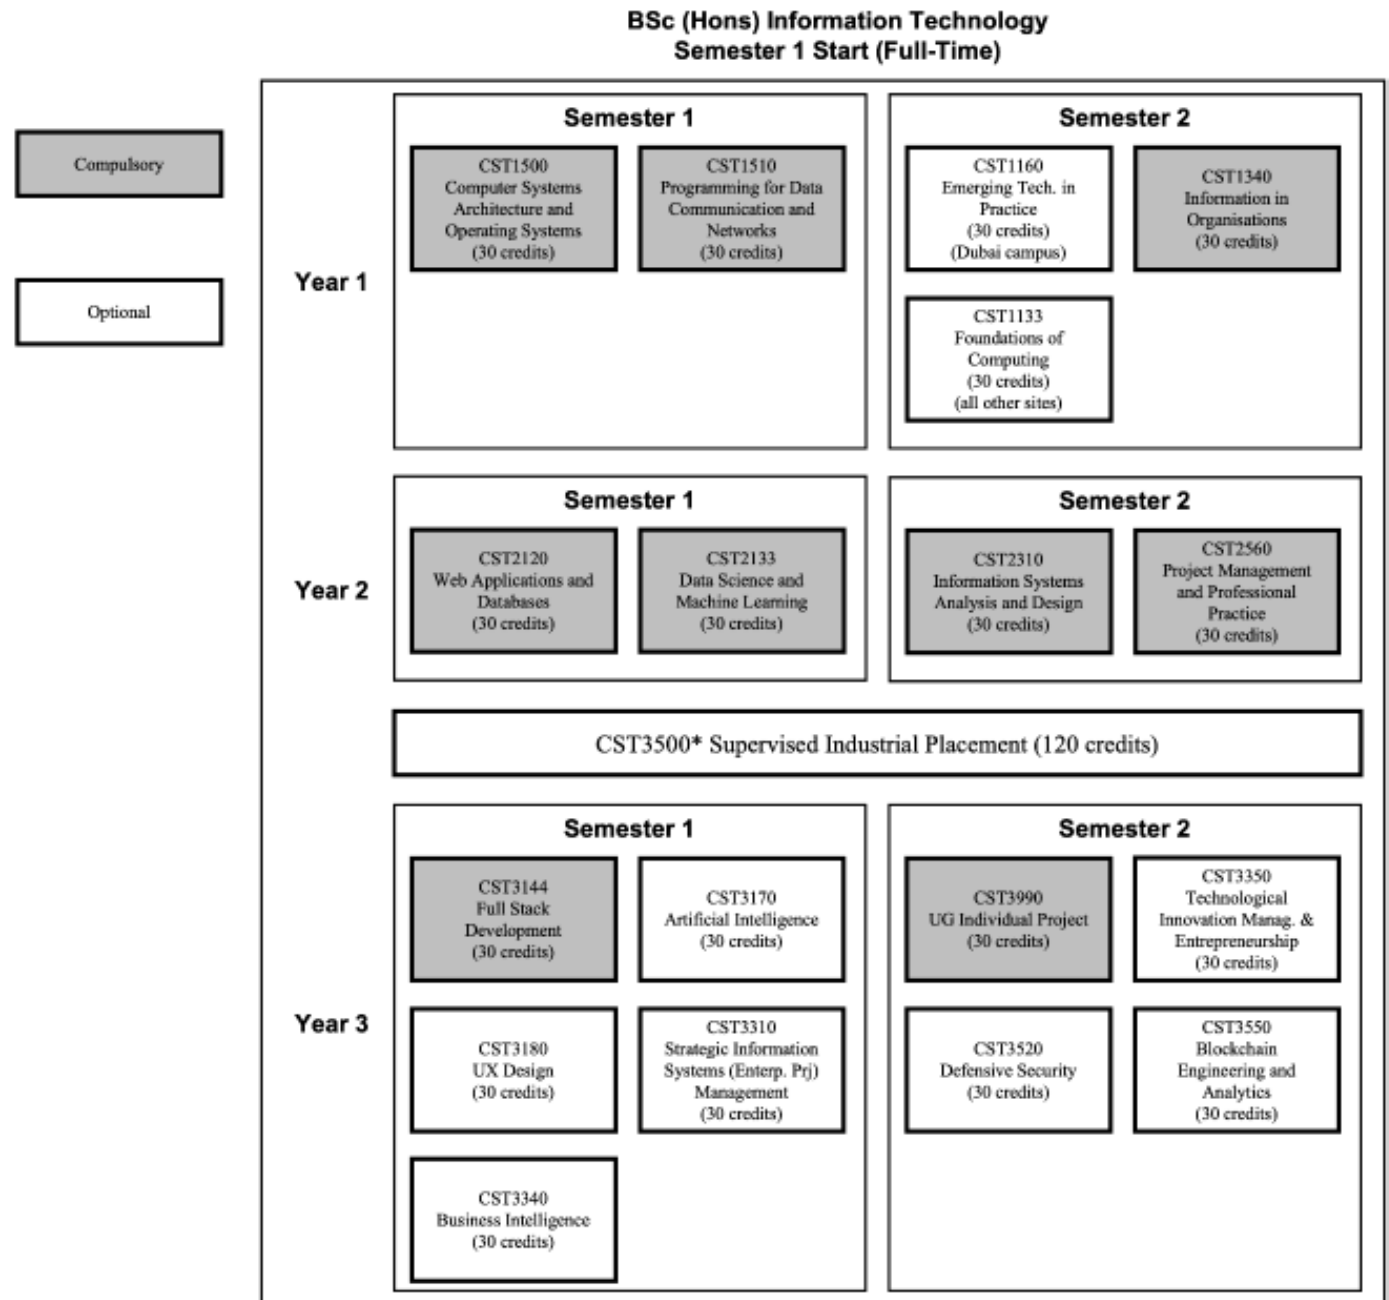 BSc (Hons) Information Technology
Semester 1 Start (Full-Time)
Compulsory
Optional
Year 1
Semester 1
CST1500
Computer Systems
Architecture and
Operating Systems
(30 credits)
CST1510
Programming for Data
Communication and
Networks
(30 credits)
Semester 2
CST1160
Emerging Tech. in
Practice
(30 credits)
(Dubai campus)
CST1340
Information in
Organisations
(30 credits)
CST1133
Foundations of
Computing
(30 credits)
(all other sites)
Year 2
Semester 1
CST2120
Web Applications and
Databases
(30 credits)
CST2133
Data Science and
Machine Learning
(30 credits)
Semester 2
CST2310
Information Systems
Analysis and Design
(30 credits)
CST2560
Project Management
and Professional
Practice
(30 credits)
CST3500* Supervised Industrial Placement (120 credits)
Year 3
Semester 1
CST3144
Full Stack
Development
(30 credits)
CST3170
Artificial Intelligence
(30 credits)
CST3180
UX Design
(30 credits)
CST3310
Strategic Information
Systems (Enterp. Prj)
Management
(30 credits)
CST3340
Business Intelligence
(30 credits)
Semester 2
CST3990
UG Individual Project
(30 credits)
CST3350
Technological
Innovation Manag. &
Entrepreneurship
(30 credits)
CST3520
Defensive Security
(30 credits)
CST3550
Blockchain
Engineering and
Analytics
(30 credits)